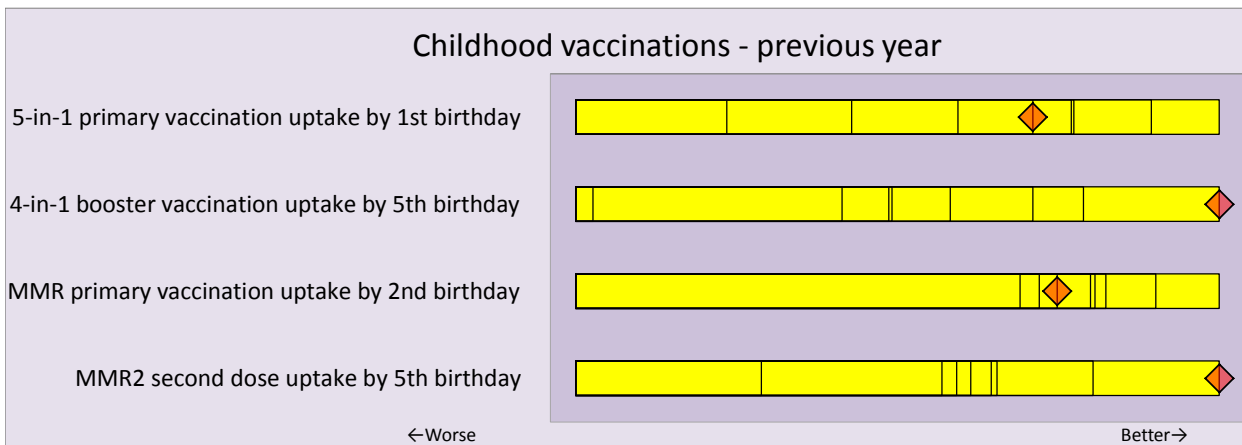 Childhood vaccinations - previous year
5-in-1 primary vaccination uptake by 1st birthday
4-in-1 booster vaccination uptake by 5th birthday
MMR primary vaccination uptake by 2nd birthday
MMR2 second dose uptake by 5th birthday
←Worse Better→